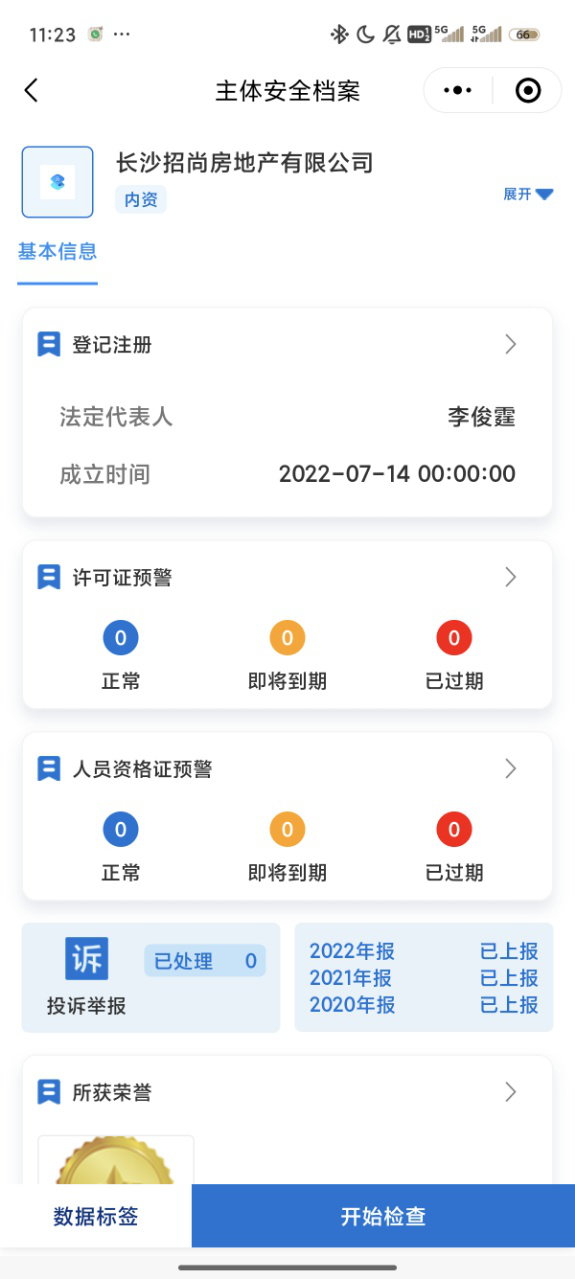 11:23 ··· HD 1 2 5G 5G 66
主体安全档案
长沙招尚房地产有限公司
内资
展开
基本信息
登记注册
法定代表人 李俊霆
成立时间 2022-07-14 00:00:00
许可证预警
0 0 0
正常 即将到期 已过期
人员资格证预警
0 0 0
正常 即将到期 已过期
诉 已处理 0
投诉举报
2022年报 已上报
2021年报 已上报
2020年报 已上报
所获荣誉
数据标签 开始检查